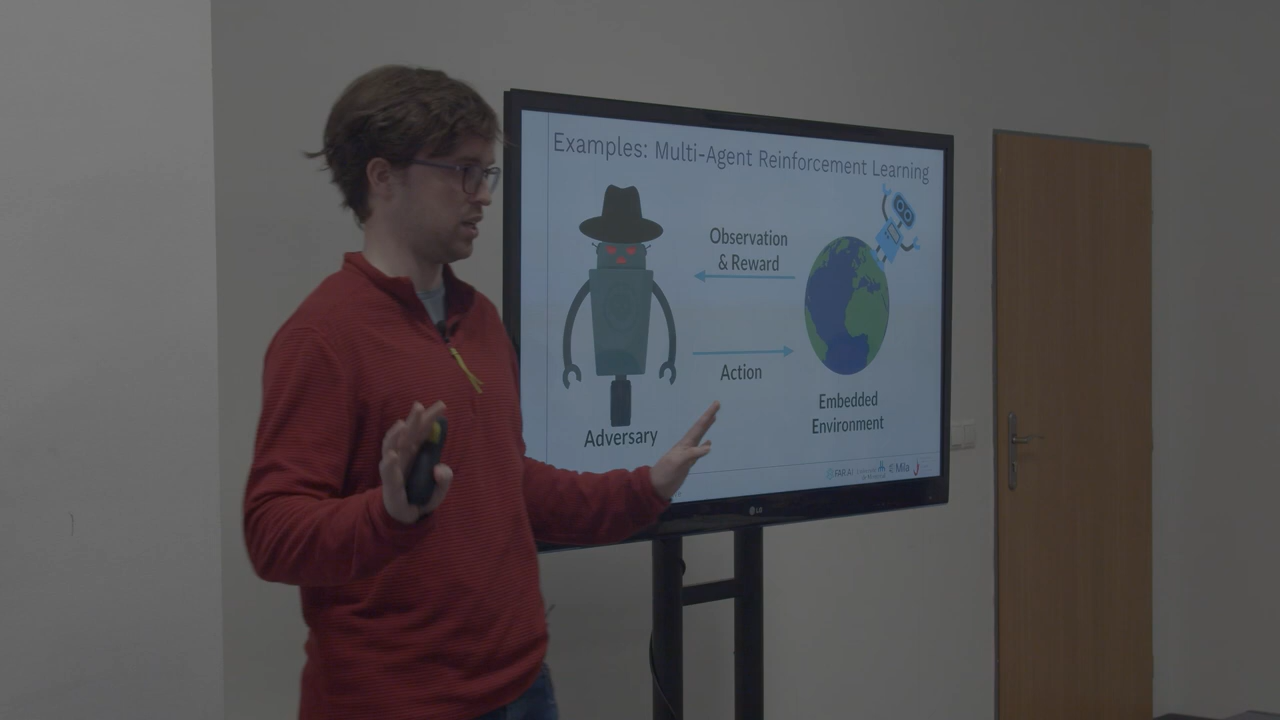 Examples: Multi-Agent Reinforcement Learning
Observation
& Reward
Action
Adversary
Embedded
Environment
FAR AI
Mila
LG